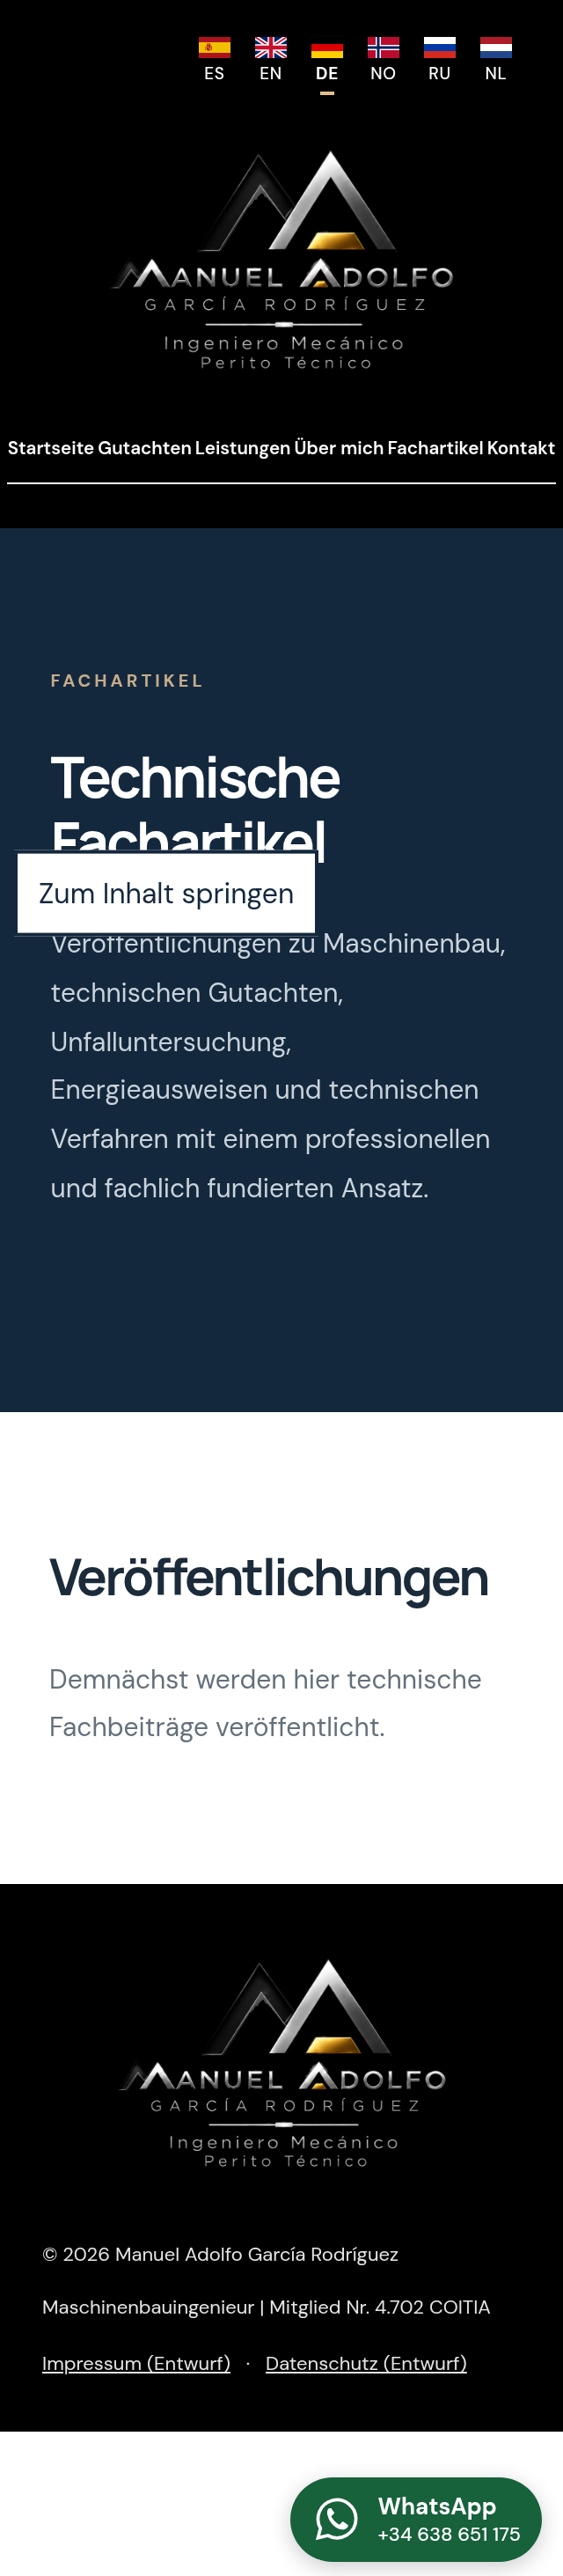 ES EN DE NO RU NL
MANUEL ADOLFO
GARCÍA RODRÍGUEZ
Ingeniero Mecánico
Perito Técnico
Startseite Gutachten Leistungen Über mich Fachartikel Kontakt
FACHARTIKEL
Technische
Fachartikel
Zum Inhalt springen
Veröffentlichungen zu Maschinenbau,
technischen Gutachten,
Unfalluntersuchung,
Energieausweisen und technischen
Verfahren mit einem professionellen
und fachlich fundierten Ansatz.
Veröffentlichungen
Demnächst werden hier technische
Fachbeiträge veröffentlicht.
MANUEL ADOLFO
GARCÍA RODRÍGUEZ
Ingeniero Mecánico
Perito Técnico
© 2026 Manuel Adolfo García Rodríguez
Maschinenbauingenieur | Mitglied Nr. 4.702 COITIA
Impressum (Entwurf) · Datenschutz (Entwurf)
WhatsApp
+34 638 651 175